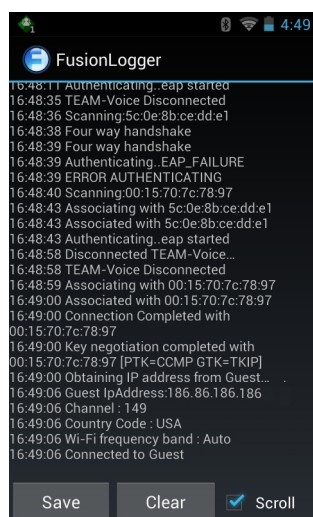 1
4:49
FusionLogger
16:48:11 Authenticating..eap started
16:48:35 TEAM-Voice Disconnected
16:48:36 Scanning:5c:0e:8b:ce:dd:e1
16:48:38 Four way handshake
16:48:39 Four way handshake
16:48:39 Authenticating..EAP_FAILURE
16:48:39 ERROR AUTHENTICATING
16:48:40 Scanning:00:15:70:7c:78:97
16:48:43 Associating with 5c:0e:8b:ce:dd:e1
16:48:43 Associated with 5c:0e:8b:ce:dd:e1
16:48:43 Authenticating..eap started
16:48:58 Disconnected TEAM-Voice...
16:48:58 TEAM-Voice Disconnected
16:48:59 Associating with 00:15:70:7c:78:97
16:49:00 Associated with 00:15:70:7c:78:97
16:49:00 Connection Completed with
00:15:70:7c:78:97
16:49:00 Key negotiation completed with
00:15:70:7c:78:97 [PTK=CCMP GTK=TKIP]
16:49:00 Obtaining IP address from Guest... .
16:49:06 Guest IpAddress:186.86.186.186
16:49:06 Channel : 149
16:49:06 Country Code : USA
16:49:06 Wi-Fi frequency band : Auto
16:49:06 Connected to Guest
Save Clear Scroll